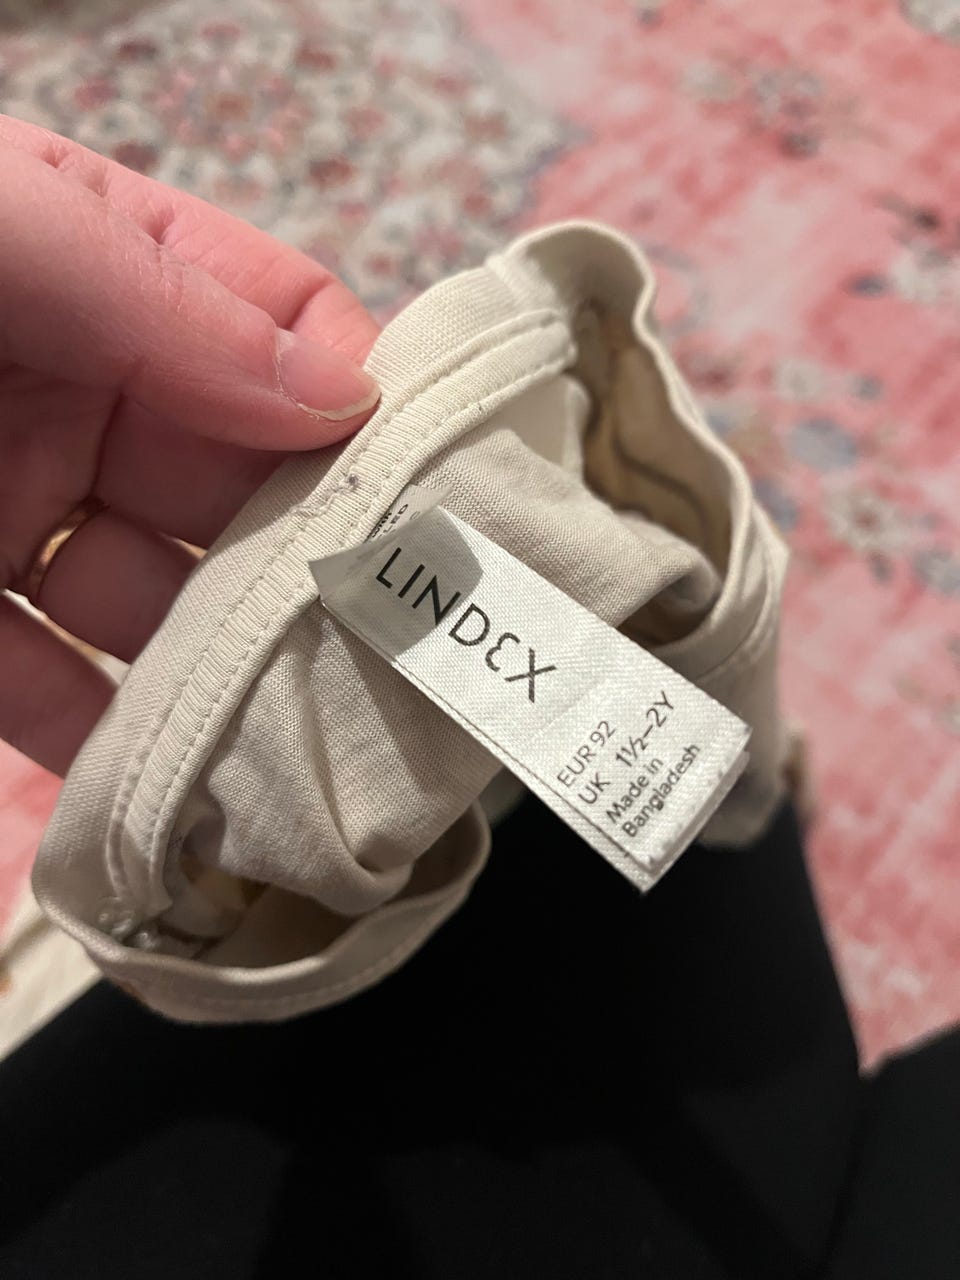 LINDEX
EUR 92
UK 1½–2Y
Made in
Bangladesh